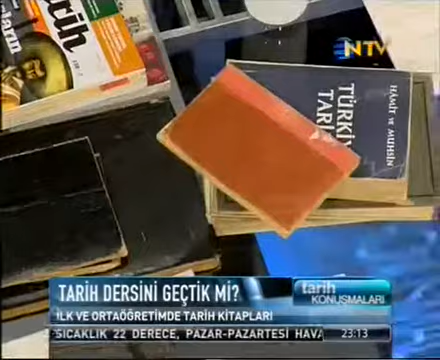 tarih
NTV
HAMİT ve MUHSİN
TÜRKİY
TARİ
TARİH DERSİNİ GEÇTİK Mİ?
tarih
KONUŞMALARI
İLK VE ORTAÖĞRETİMDE TARİH KİTAPLARI
SICAKLIK 22 DERECE, PAZAR-PAZARTESİ HAVA
23:13